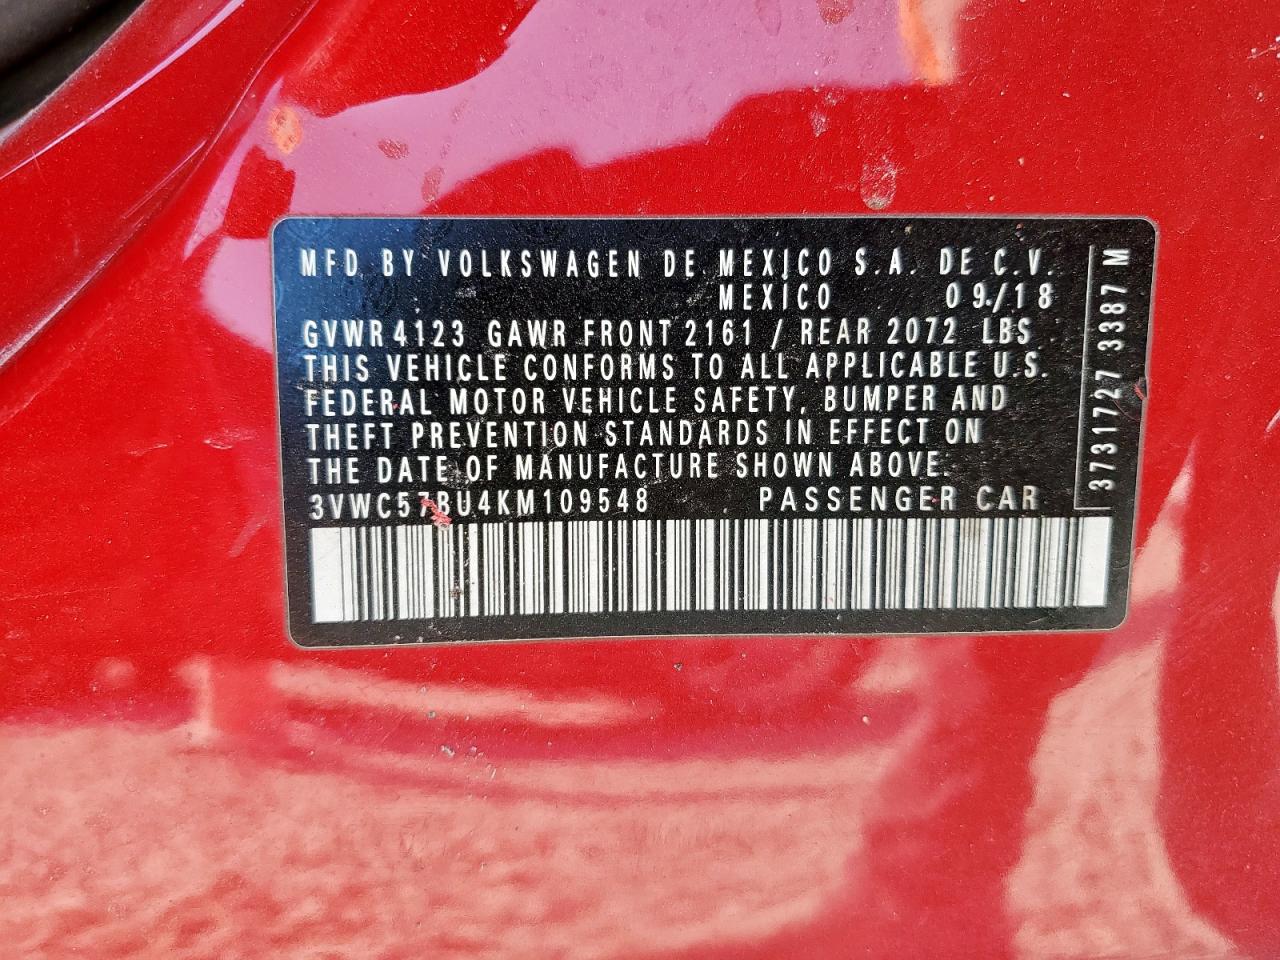 MFD BY VOLKSWAGEN DE MEXICO S.A. DE C.V.
MEXICO 09/18
GVWR 4123 GAWR FRONT 2161 / REAR 2072 LBS
THIS VEHICLE CONFORMS TO ALL APPLICABLE U.S.
FEDERAL MOTOR VEHICLE SAFETY, BUMPER AND
THEFT PREVENTION STANDARDS IN EFFECT ON
THE DATE OF MANUFACTURE SHOWN ABOVE.
3VWC57BU4KM109548 PASSENGER CAR
3731727 3387 M